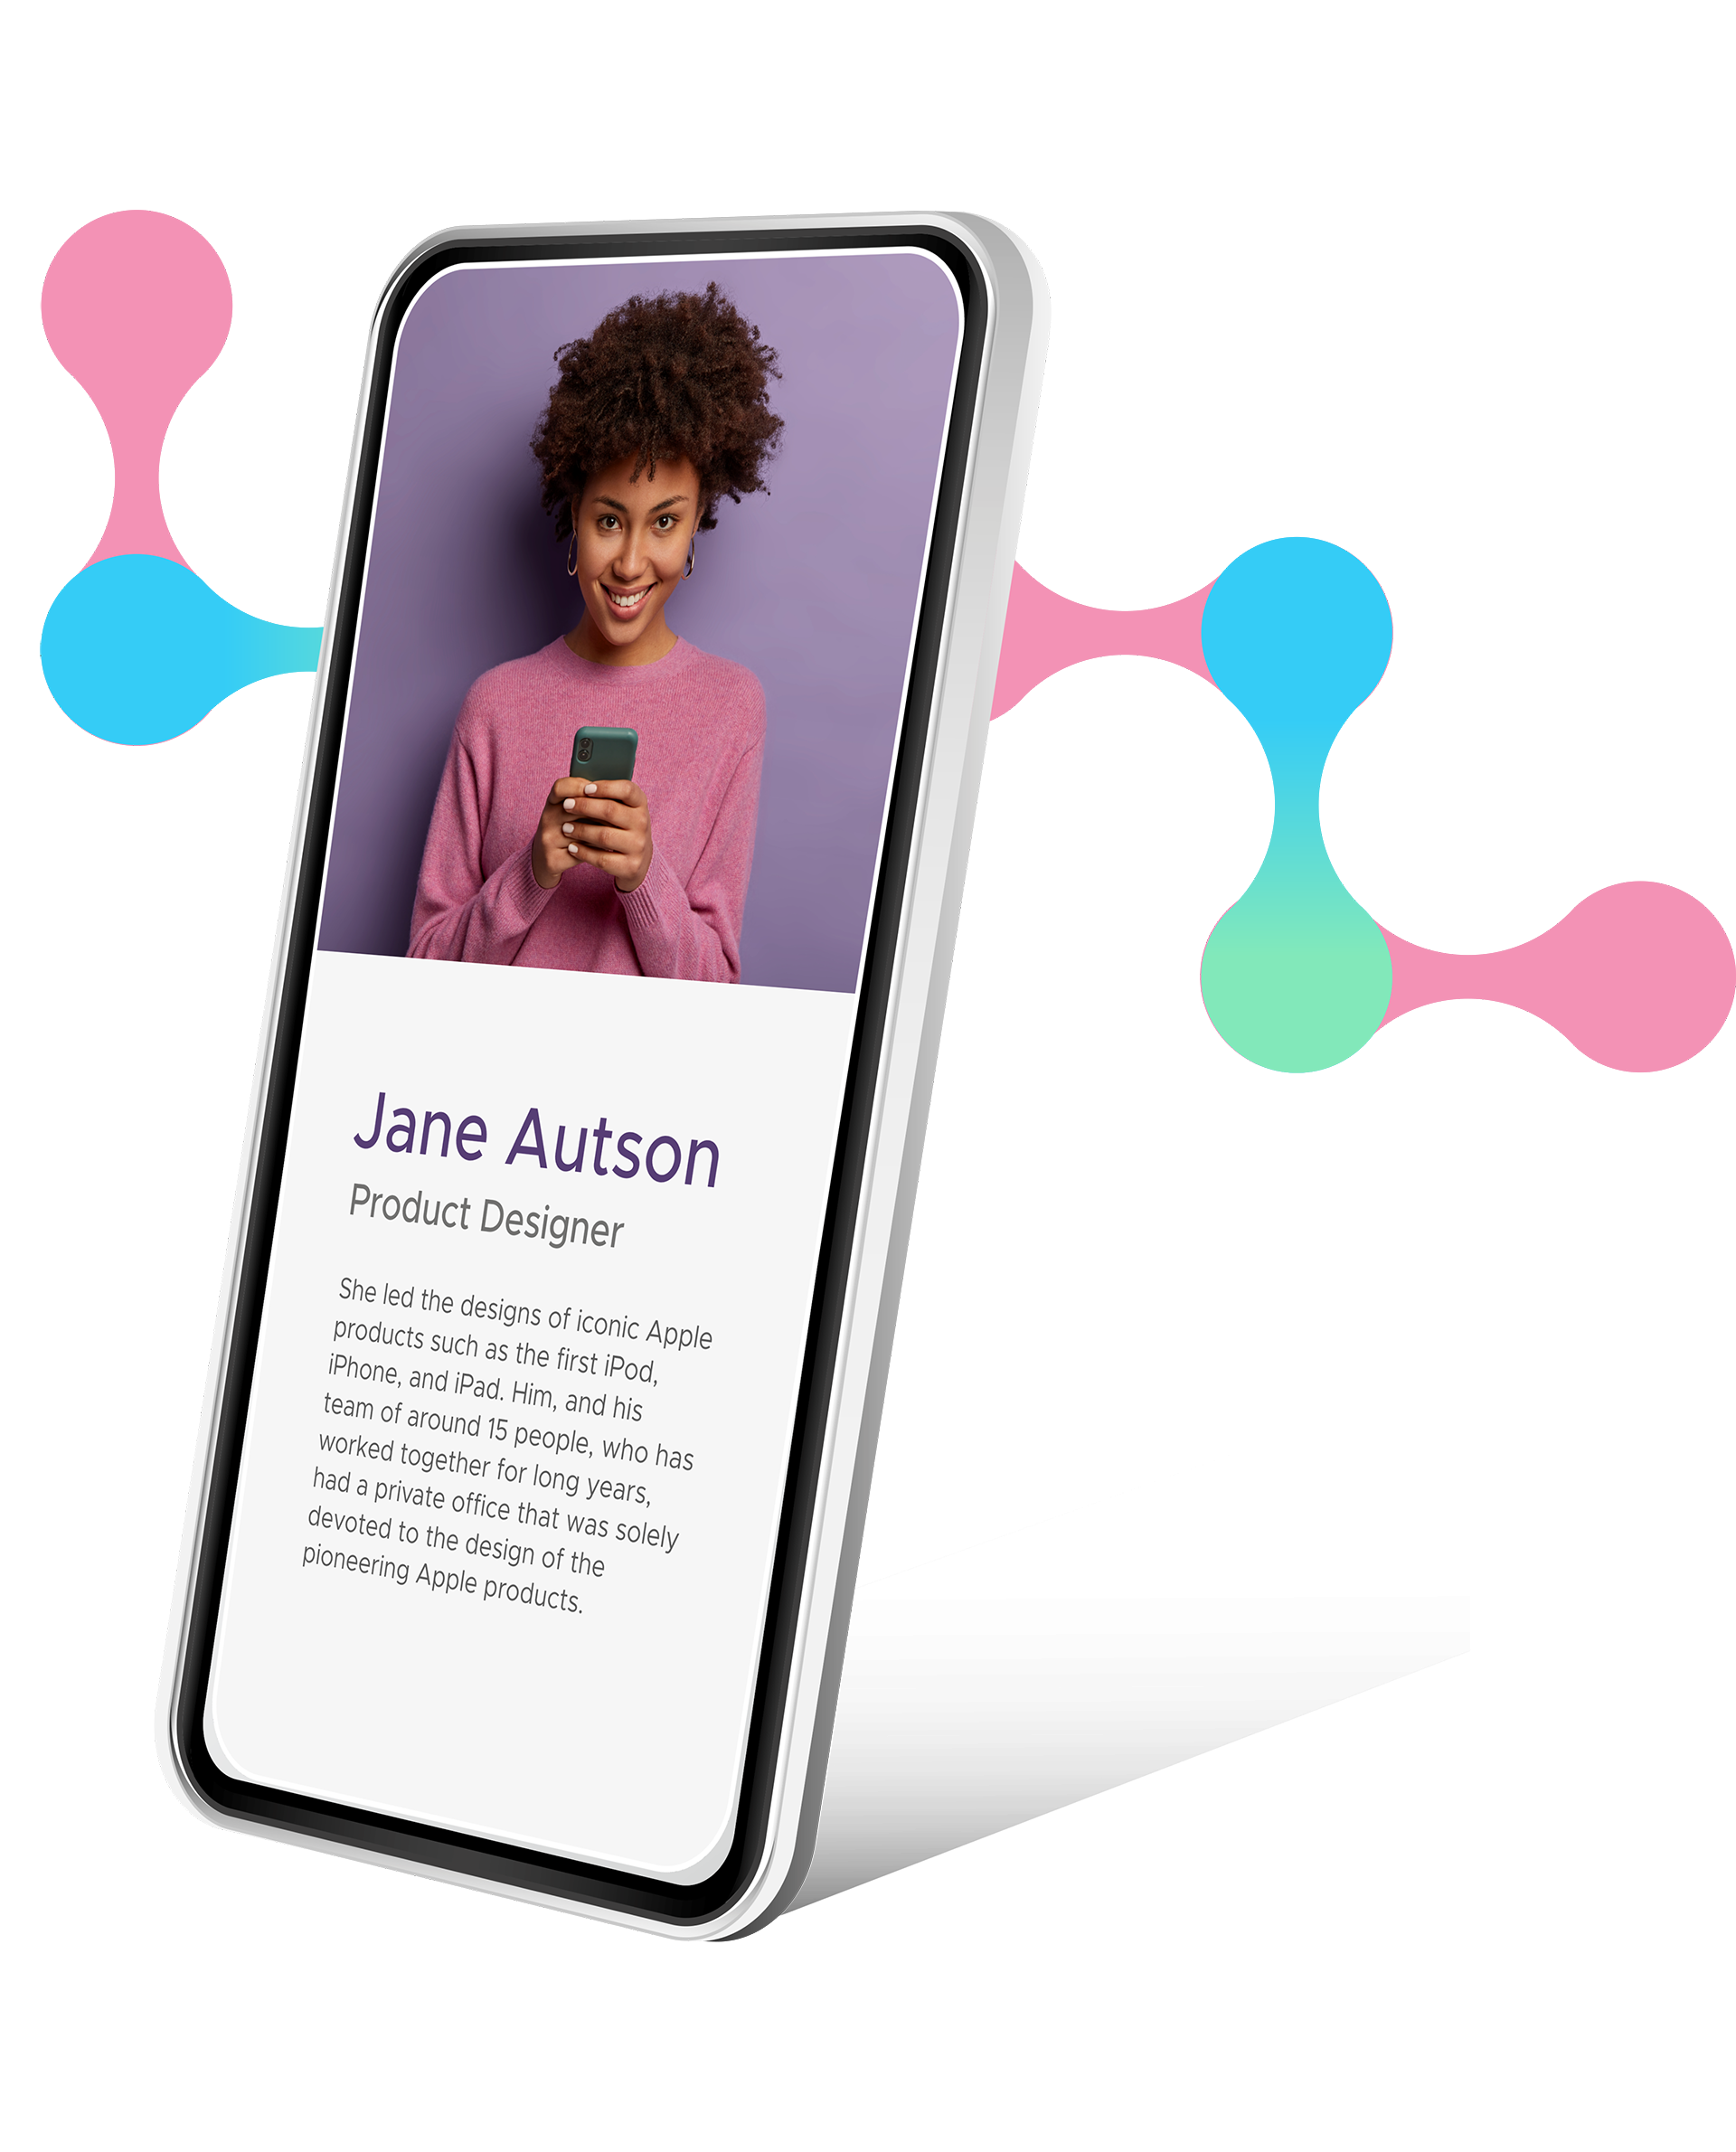 Jane Autson
Product Designer
She led the designs of iconic Apple
products such as the first iPod,
iPhone, and iPad. Him, and his
team of around 15 people, who has
worked together for long years,
had a private office that was solely
devoted to the design of the
pioneering Apple products.